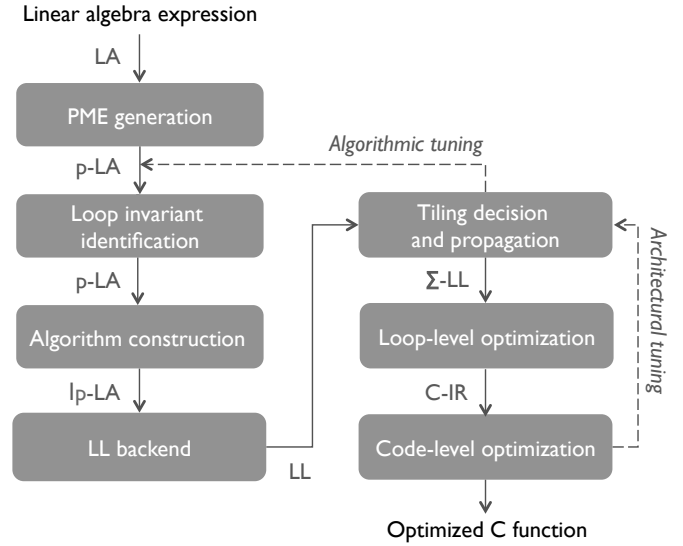 Linear algebra expression
LA
PME generation
p-LA
Loop invariant
identification
p-LA
Algorithm construction
lp-LA
LL backend
LL
Algorithmic tuning
Tiling decision
and propagation
Σ-LL
Loop-level optimization
C-IR
Code-level optimization
Architectural tuning
Optimized C function